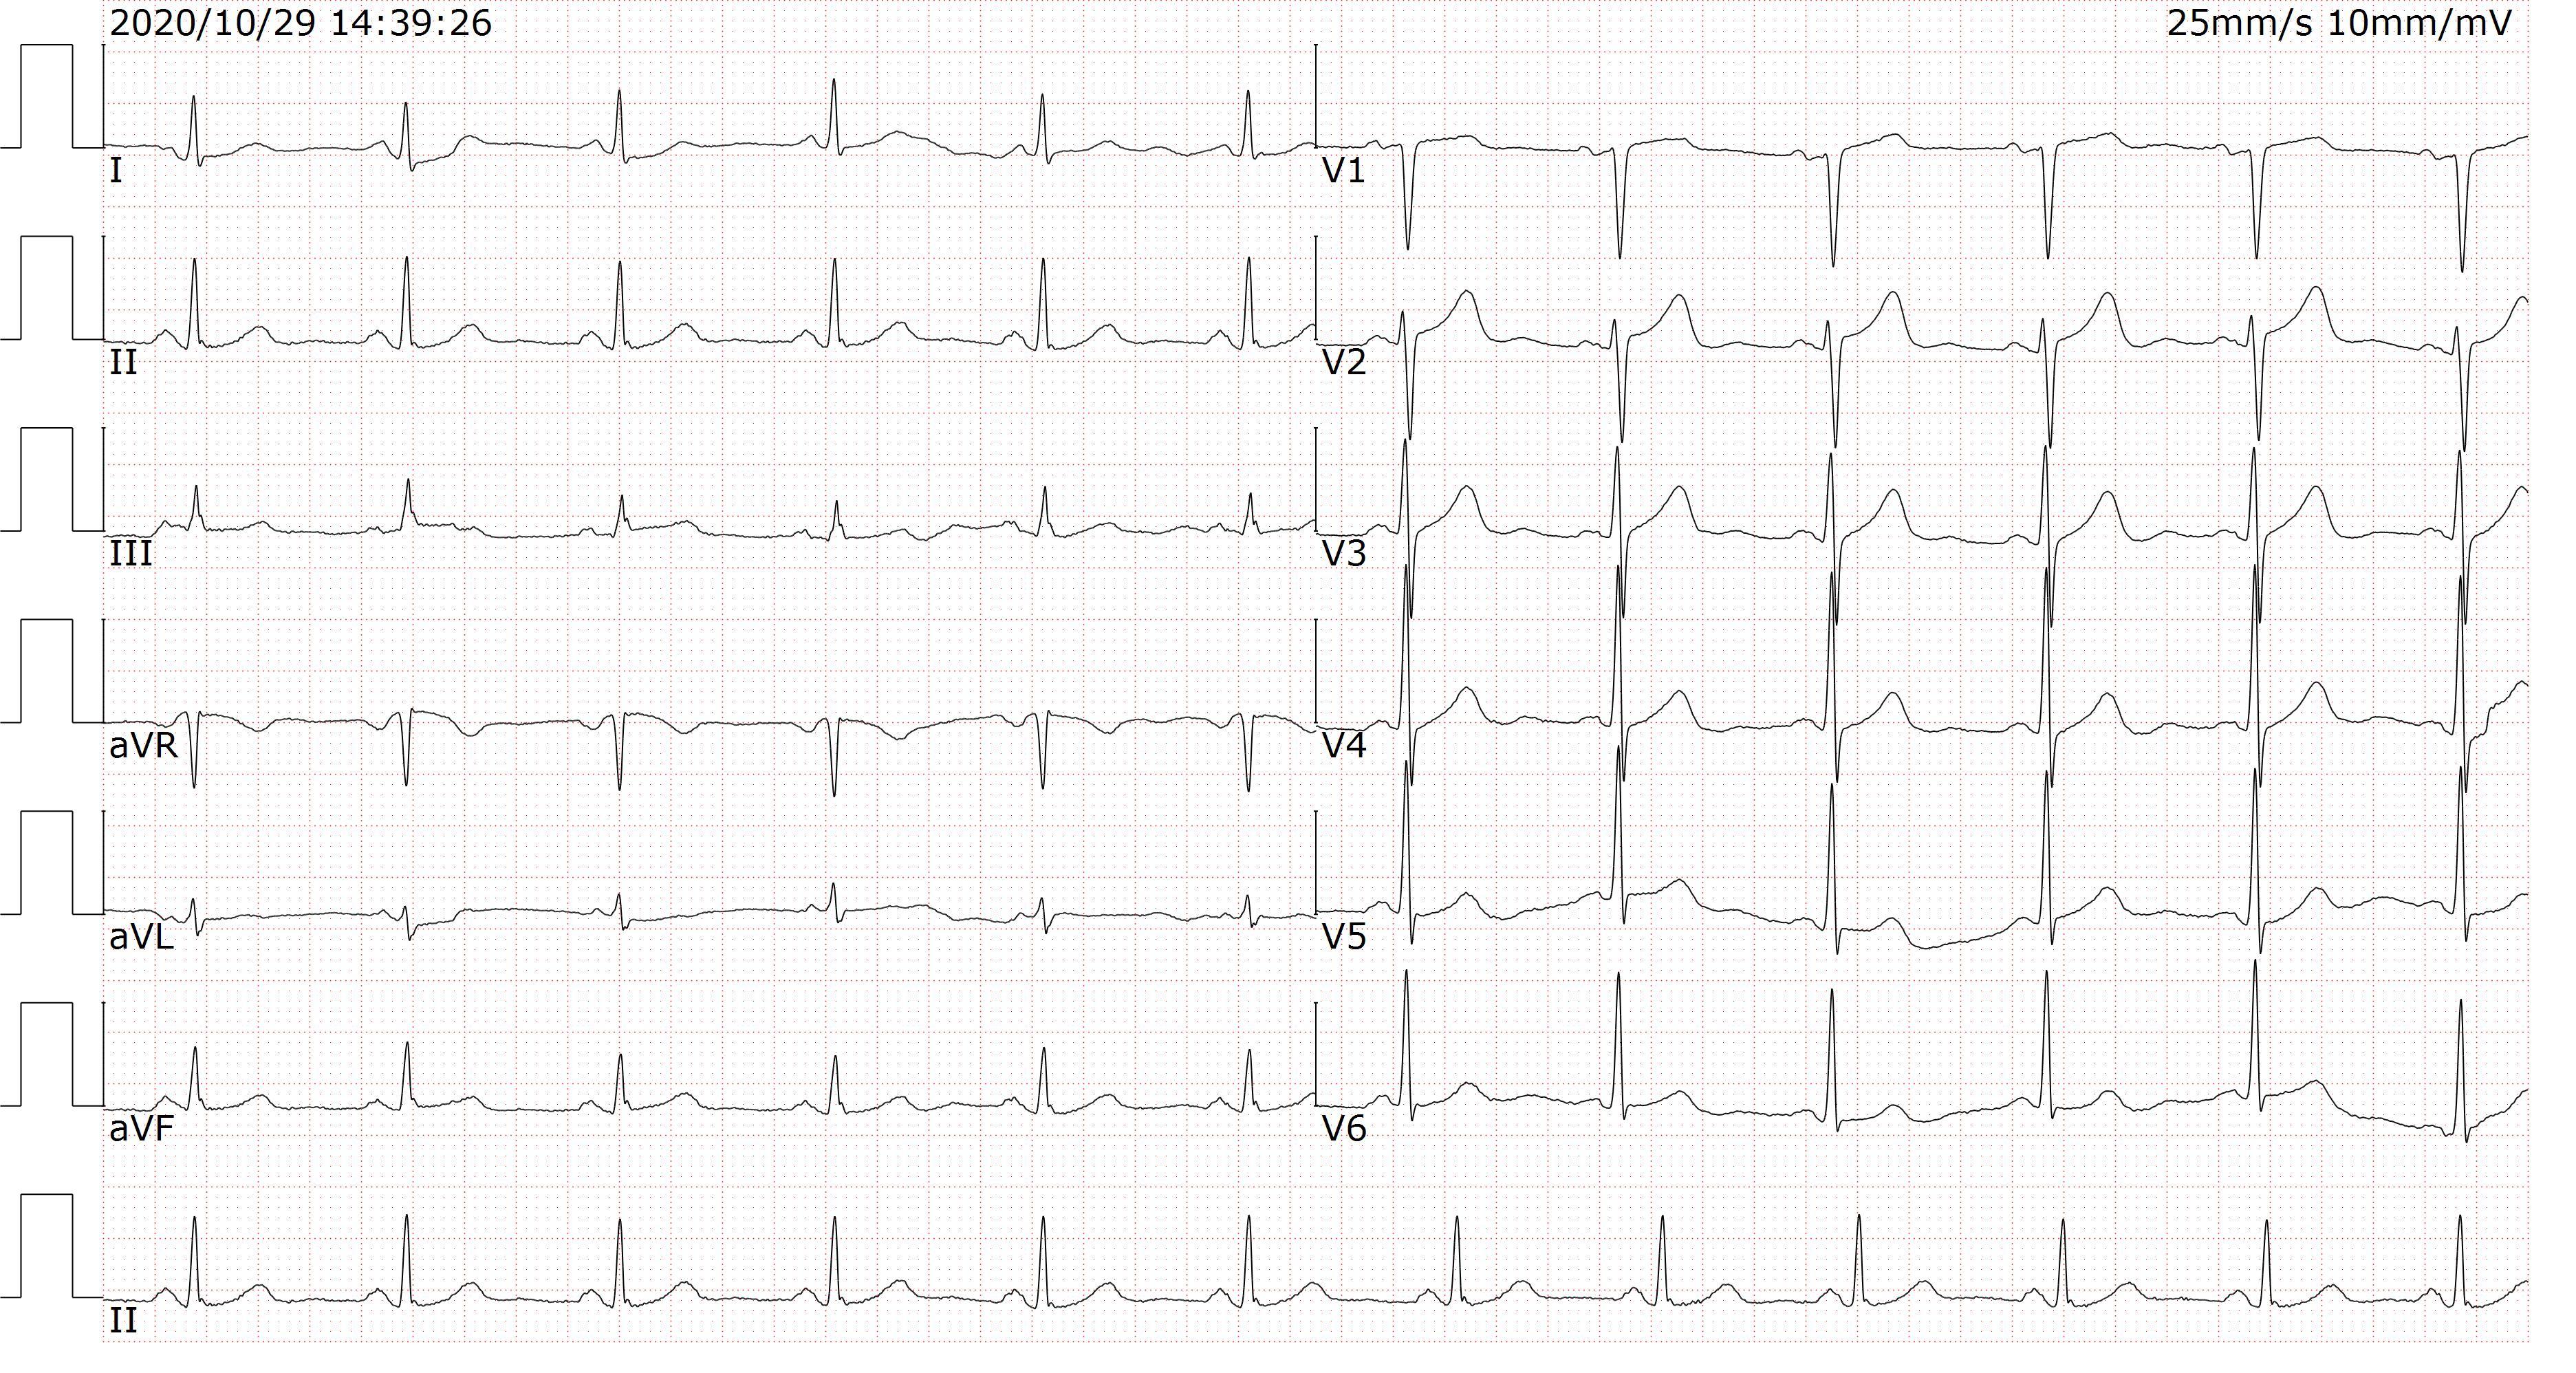 2020/10/29 14:39:26 25mm/s 10mm/mV
I V1
II V2
III V3
aVR V4
aVL V5
aVF V6
II